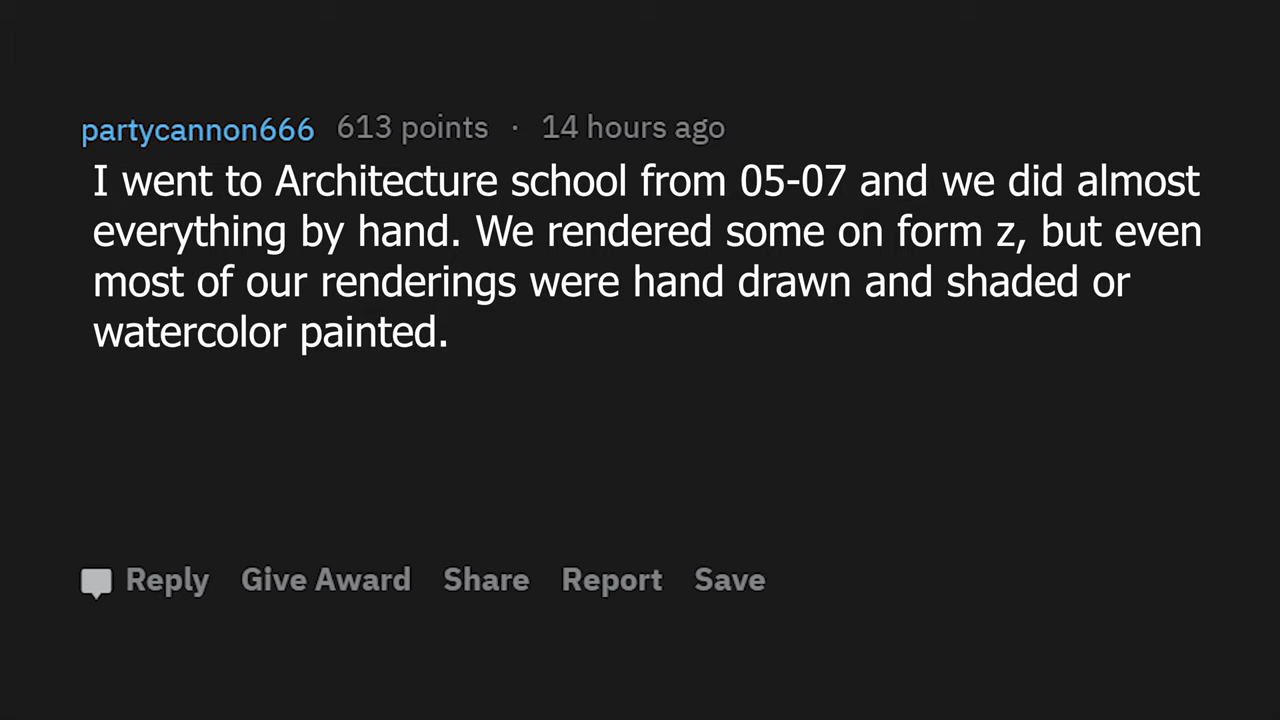 partycannon666 613 points · 14 hours ago
I went to Architecture school from 05-07 and we did almost
everything by hand. We rendered some on form z, but even
most of our renderings were hand drawn and shaded or
watercolor painted.
Reply Give Award Share Report Save